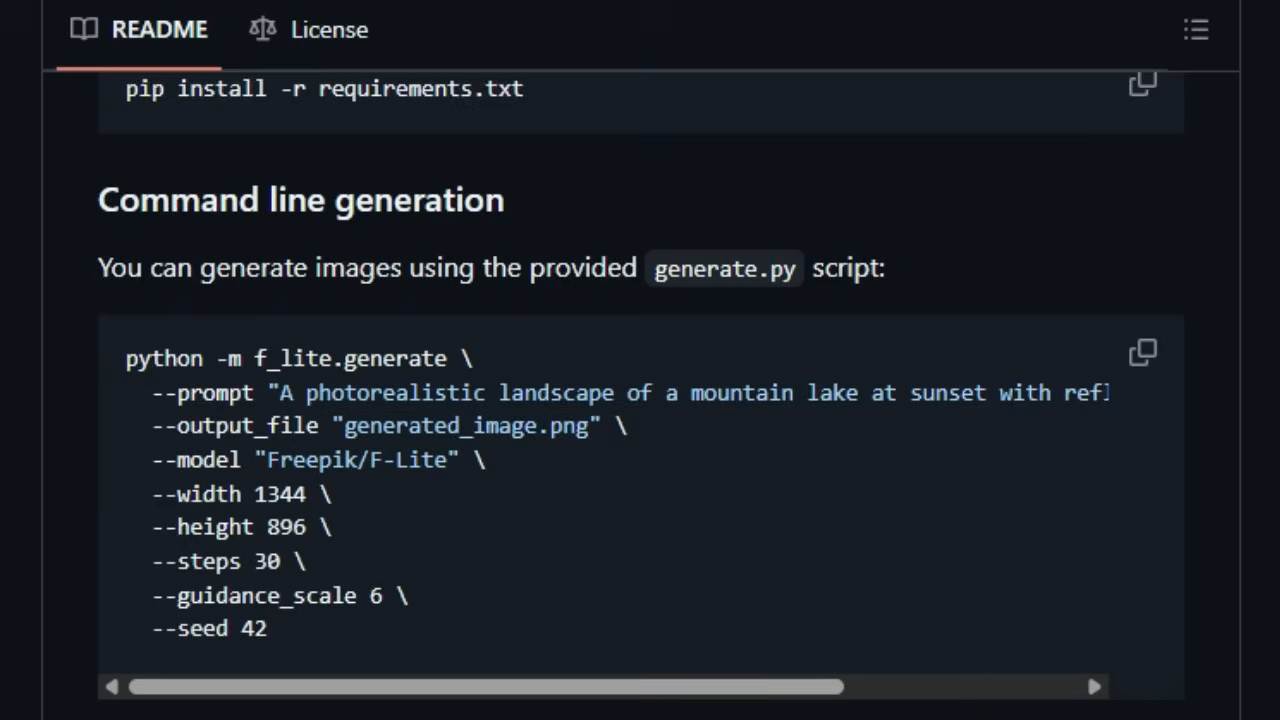 README License
pip install -r requirements.txt
Command line generation
You can generate images using the provided generate.py script:
python -m f_lite.generate \
--prompt "A photorealistic landscape of a mountain lake at sunset with
--output_file "generated_image.png" \
--model "Freepik/F-Lite" \
--width 1344 \
--height 896 \
--steps 30 \
--guidance_scale 6 \
--seed 42